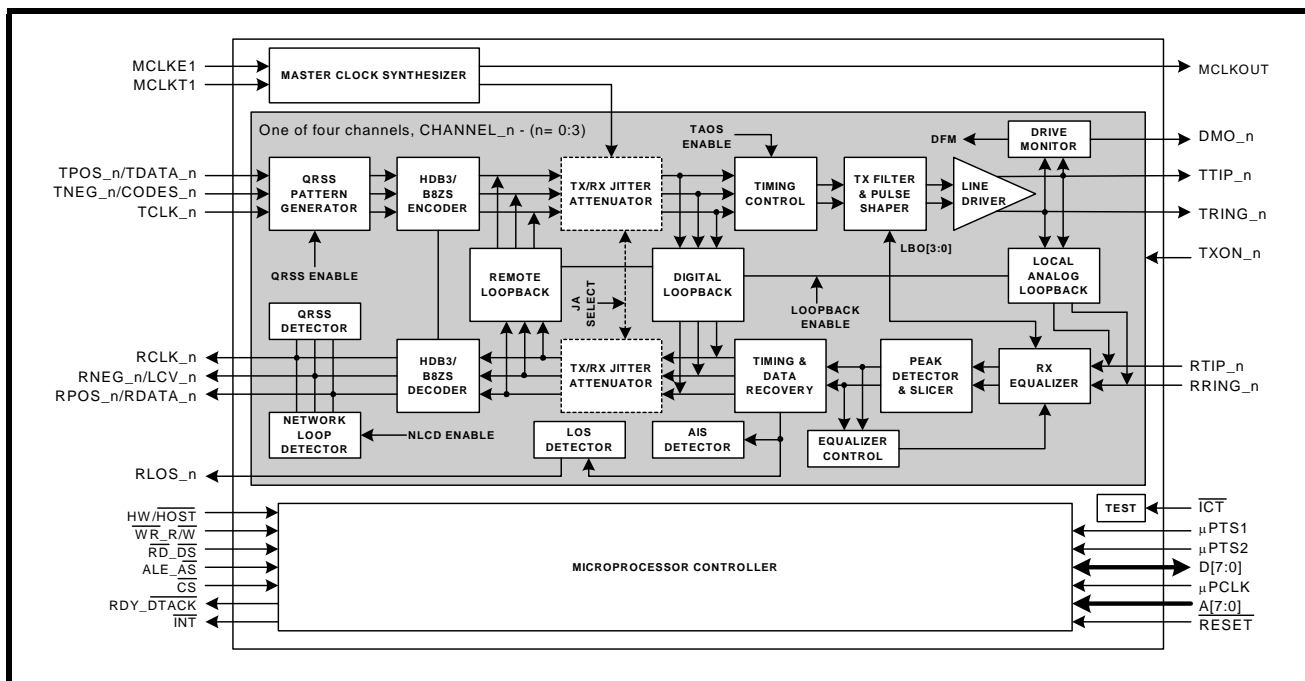 MCLKE1
MCLKT1
MASTER CLOCK SYNTHESIZER
MCLKOUT
One of four channels, CHANNEL_n - (n= 0:3)
TAOS
ENABLE
DFM
DRIVE
MONITOR
DMO_n
TPOS_n/TDATA_n
TNEG_n/CODES_n
TCLK_n
QRSS
PATTERN
GENERATOR
HDB3/
B8ZS
ENCODER
TX/RX JITTER
ATTENUATOR
TIMING
CONTROL
TX FILTER
& PULSE
SHAPER
LINE
DRIVER
TTIP_n
TRING_n
TXON_n
QRSS ENABLE
REMOTE
LOOPBACK
JA
SELECT
DIGITAL
LOOPBACK
LOOPBACK
ENABLE
LBO[3:0]
LOCAL
ANALOG
LOOPBACK
QRSS
DETECTOR
RCLK_n
RNEG_n/LCV_n
RPOS_n/RDATA_n
HDB3/
B8ZS
DECODER
TX/RX JITTER
ATTENUATOR
TIMING &
DATA
RECOVERY
PEAK
DETECTOR
& SLICER
RX
EQUALIZER
RTIP_n
RRING_n
NETWORK
LOOP
DETECTOR
NLCD ENABLE
LOS
DETECTOR
AIS
DETECTOR
EQUALIZER
CONTROL
RLOS_n
HW/HOST
WR_R/W
RD_DS
ALE_AS
CS
RDY_DTACK
INT
MICROPROCESSOR CONTROLLER
TEST
ICT
µPTS1
µPTS2
D[7:0]
µPCLK
A[7:0]
RESET